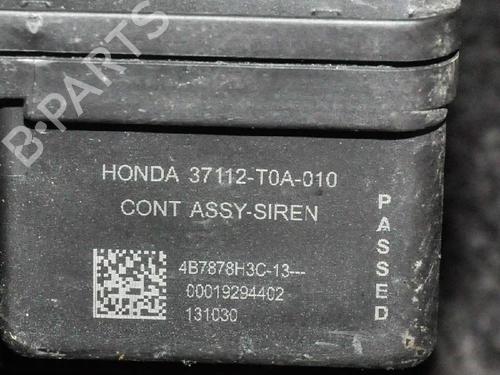 B-PARTS
HONDA 37112-T0A-010
CONT ASSY-SIREN
4B7878H3C-13---
00019294402
131030
PASSED